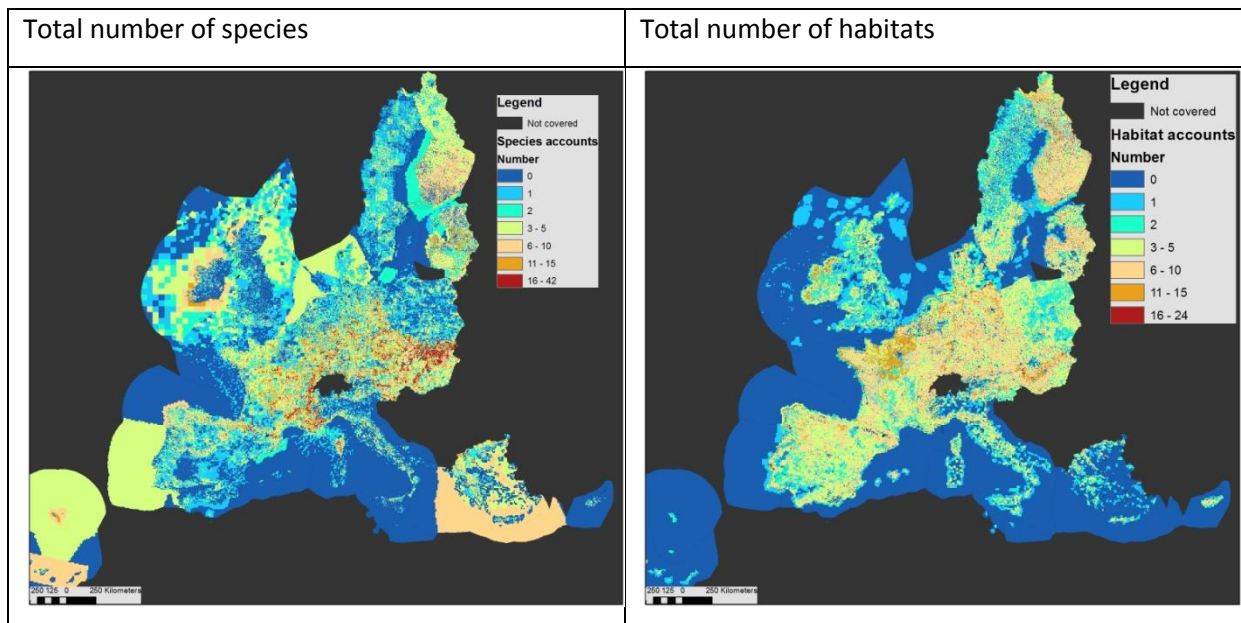 Total number of species
Total number of habitats
Legend
Not covered
Species accounts
Number
0
1
2
3 - 5
6 - 10
11 - 15
16 - 42
250 125 0 250 Kilometers
Legend
Not covered
Habitat accounts
Number
0
1
2
3 - 5
6 - 10
11 - 15
16 - 24
250 125 0 250 Kilometers